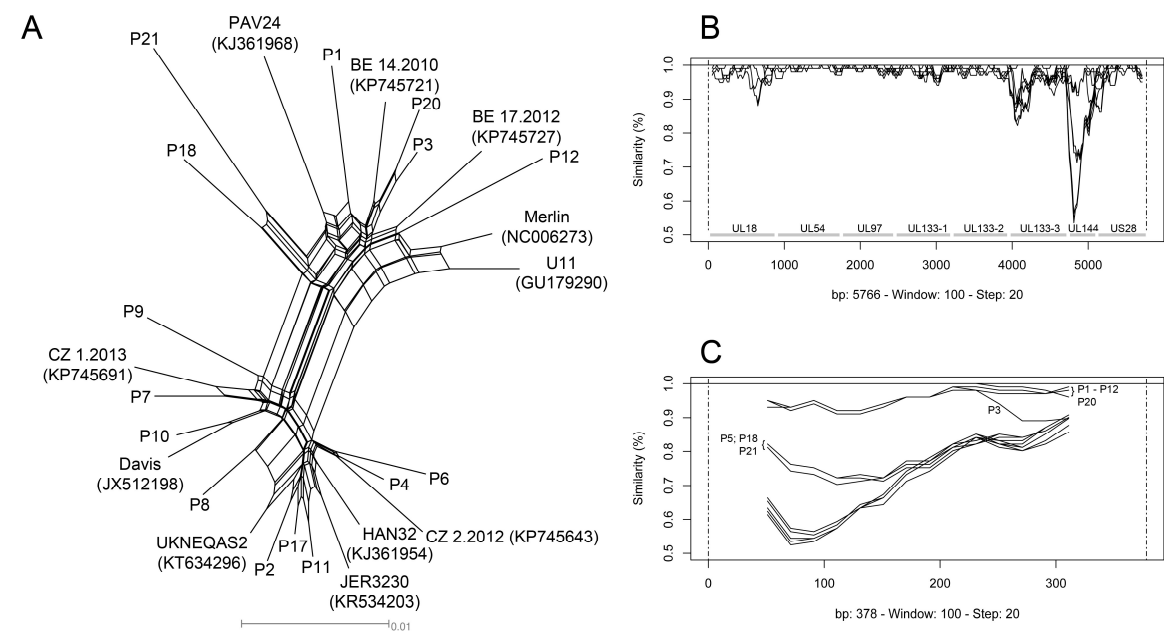 A
P21
PAV24
(KJ361968)
P1
BE 14.2010
(KP745721)
P20
BE 17.2012
(KP745727)
P3
P12
P18
Merlin
(NC006273)
U11
(GU179290)
P9
CZ 1.2013
(KP745691)
P7
P10
Davis
(JX512198)
P8
P6
P4
UKNEQAS2
(KT634296)
P2
P17
P11
HAN32
(KJ361954)
CZ 2.2012 (KP745643)
JER3230
(KR534203)
0.01
B
Similarity (%)
1.0
0.9
0.8
0.7
0.6
0.5
UL18 UL54 UL97 UL133-1 UL133-2 UL133-3 UL144 US28
0 1000 2000 3000 4000 5000
bp: 5766 - Window: 100 - Step: 20
C
Similarity (%)
1.0
0.9
0.8
0.7
0.6
0.5
} P1 - P12
P20
P3
P5; P18 {
P21
0 100 200 300
bp: 378 - Window: 100 - Step: 20